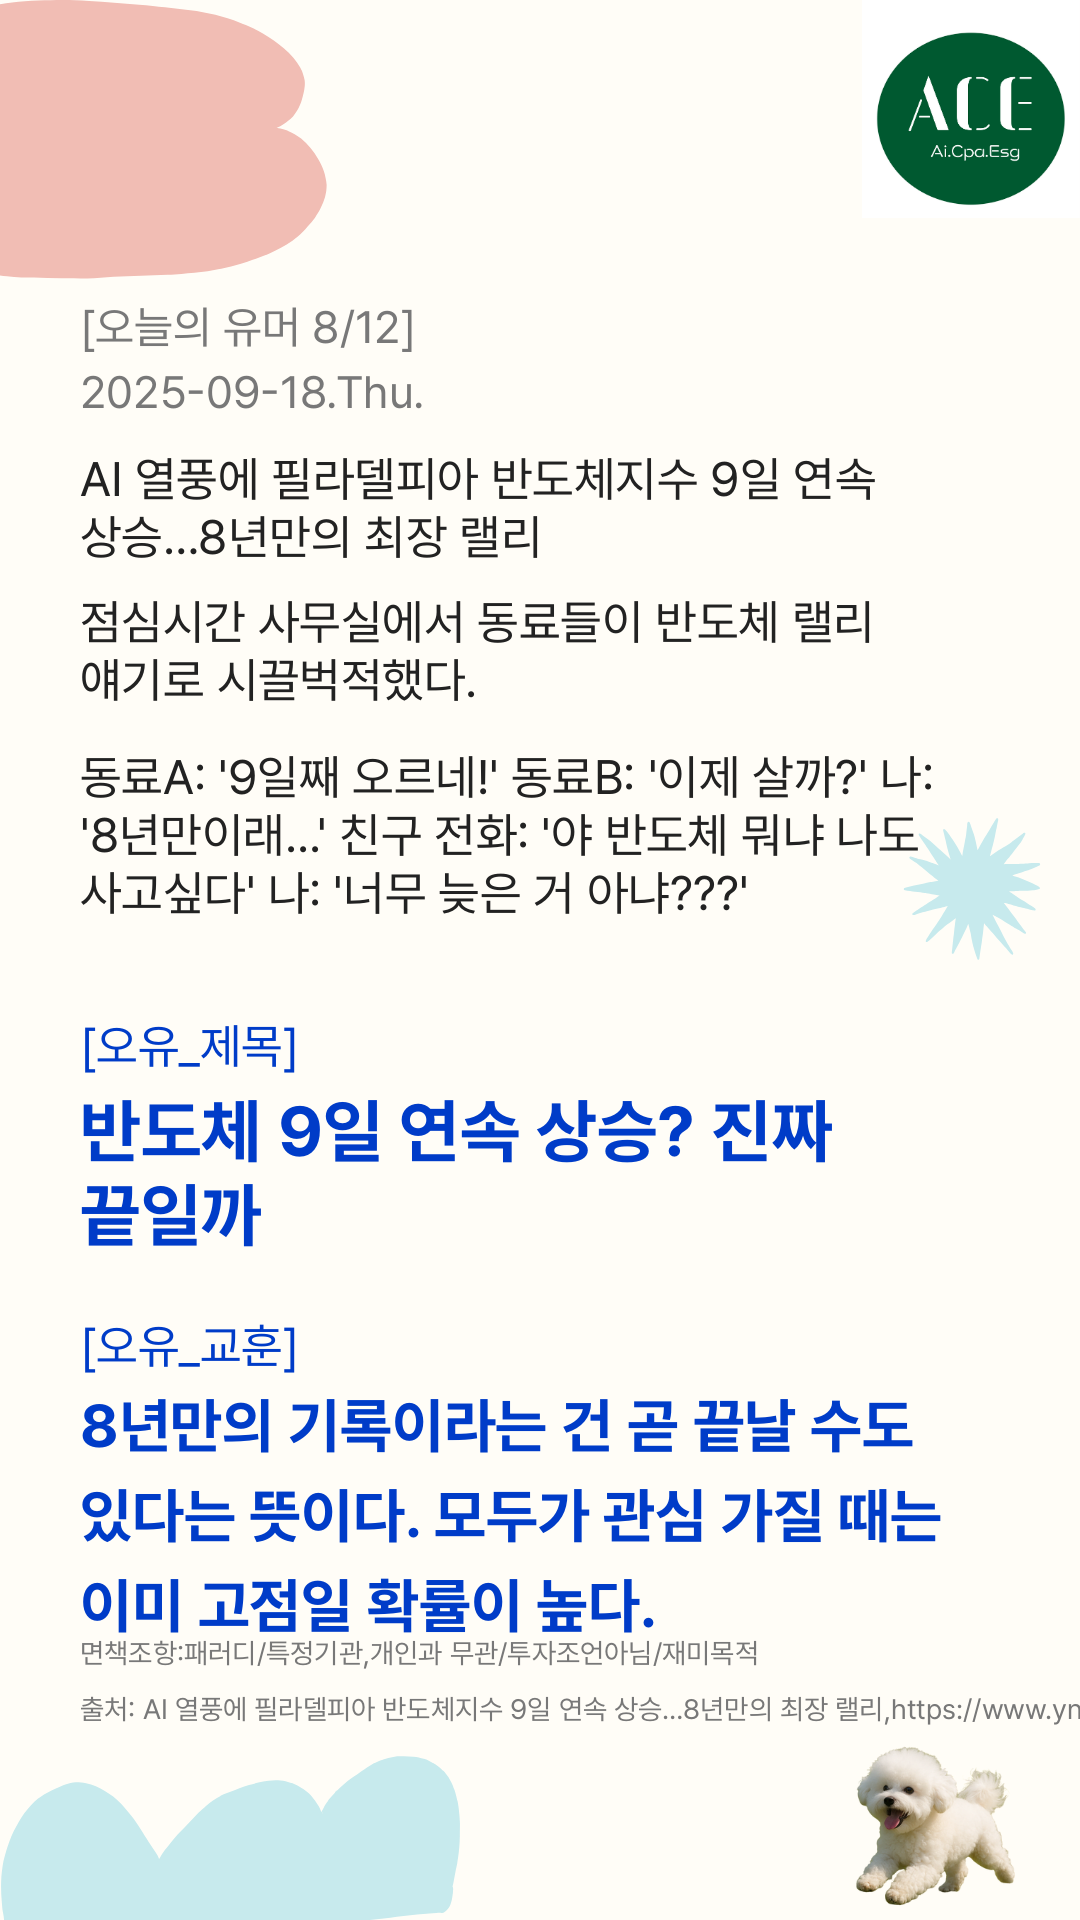 ACE
Ai.Cpa.Esg
[오늘의 유머 8/12]
2025-09-18.Thu.
AI 열풍에 필라델피아 반도체지수 9일 연속
상승...8년만의 최장 랠리
점심시간 사무실에서 동료들이 반도체 랠리
얘기로 시끌벅적했다.
동료A: '9일째 오르네!' 동료B: '이제 살까?' 나:
'8년만이래...' 친구 전화: '야 반도체 뭐냐 나도
사고싶다' 나: '너무 늦은 거 아냐???'
[오유_제목]
반도체 9일 연속 상승? 진짜
끝일까
[오유_교훈]
8년만의 기록이라는 건 곧 끝날 수도
있다는 뜻이다. 모두가 관심 가질 때는
이미 고점일 확률이 높다.
면책조항:패러디/특정기관,개인과 무관/투자조언아님/재미목적
출처: AI 열풍에 필라델피아 반도체지수 9일 연속 상승...8년만의 최장 랠리,https://www.yn